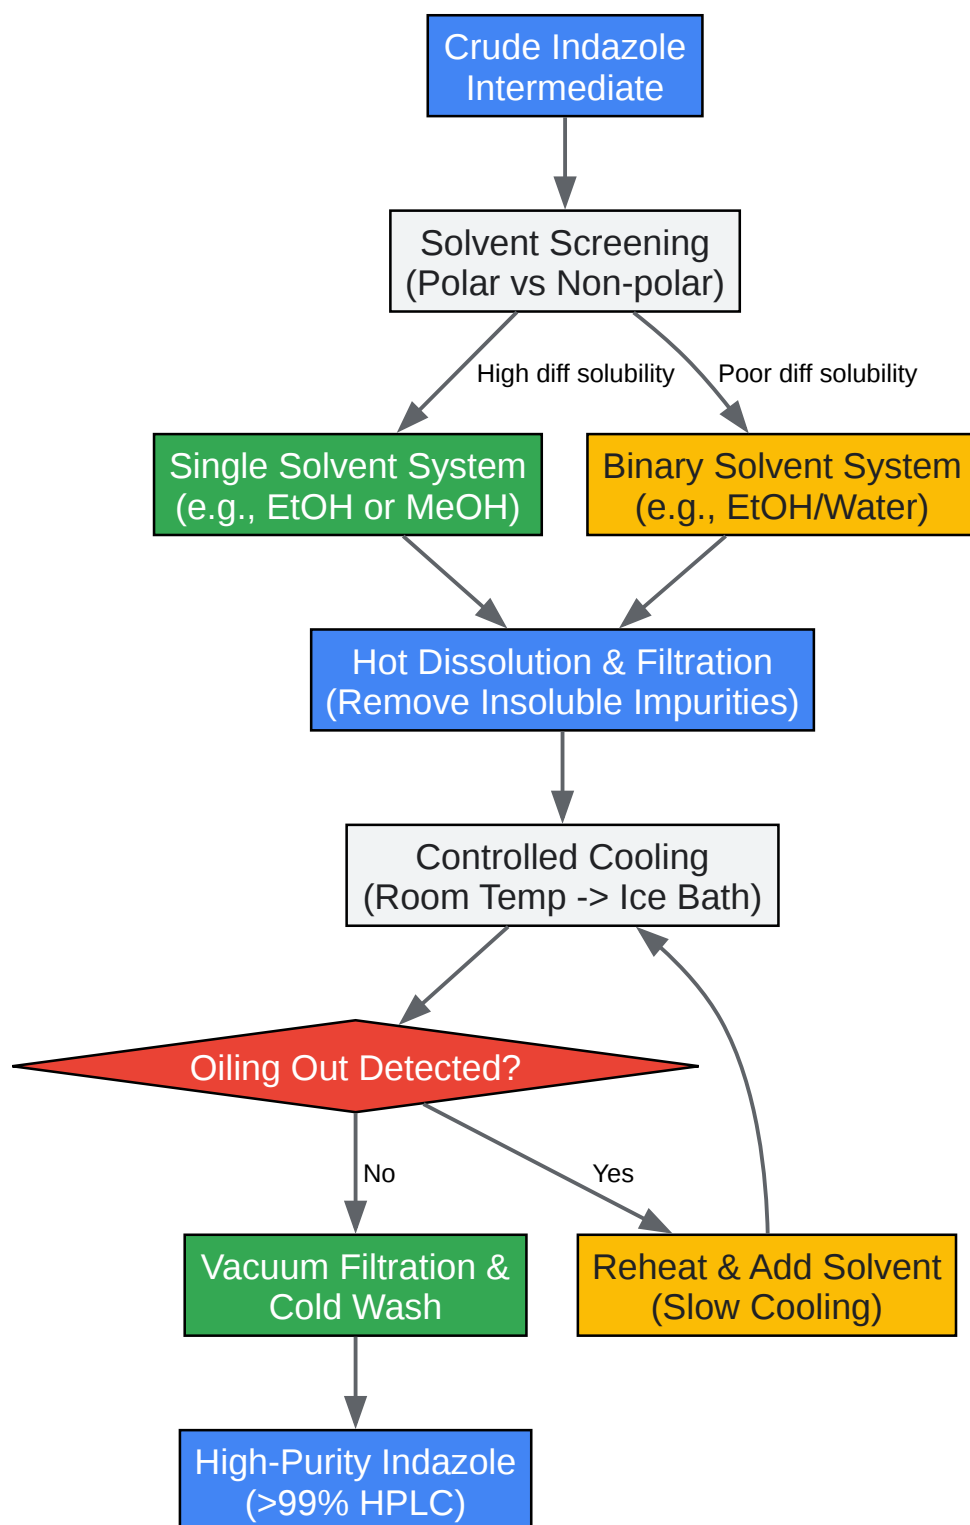 Crude Indazole
Intermediate
Solvent Screening
(Polar vs Non-polar)
High diff solubility
Poor diff solubility
Single Solvent System
(e.g., EtOH or MeOH)
Binary Solvent System
(e.g., EtOH/Water)
Hot Dissolution & Filtration
(Remove Insoluble Impurities)
Controlled Cooling
(Room Temp -> Ice Bath)
Oiling Out Detected?
No
Yes
Vacuum Filtration &
Cold Wash
Reheat & Add Solvent
(Slow Cooling)
High-Purity Indazole
(>99% HPLC)